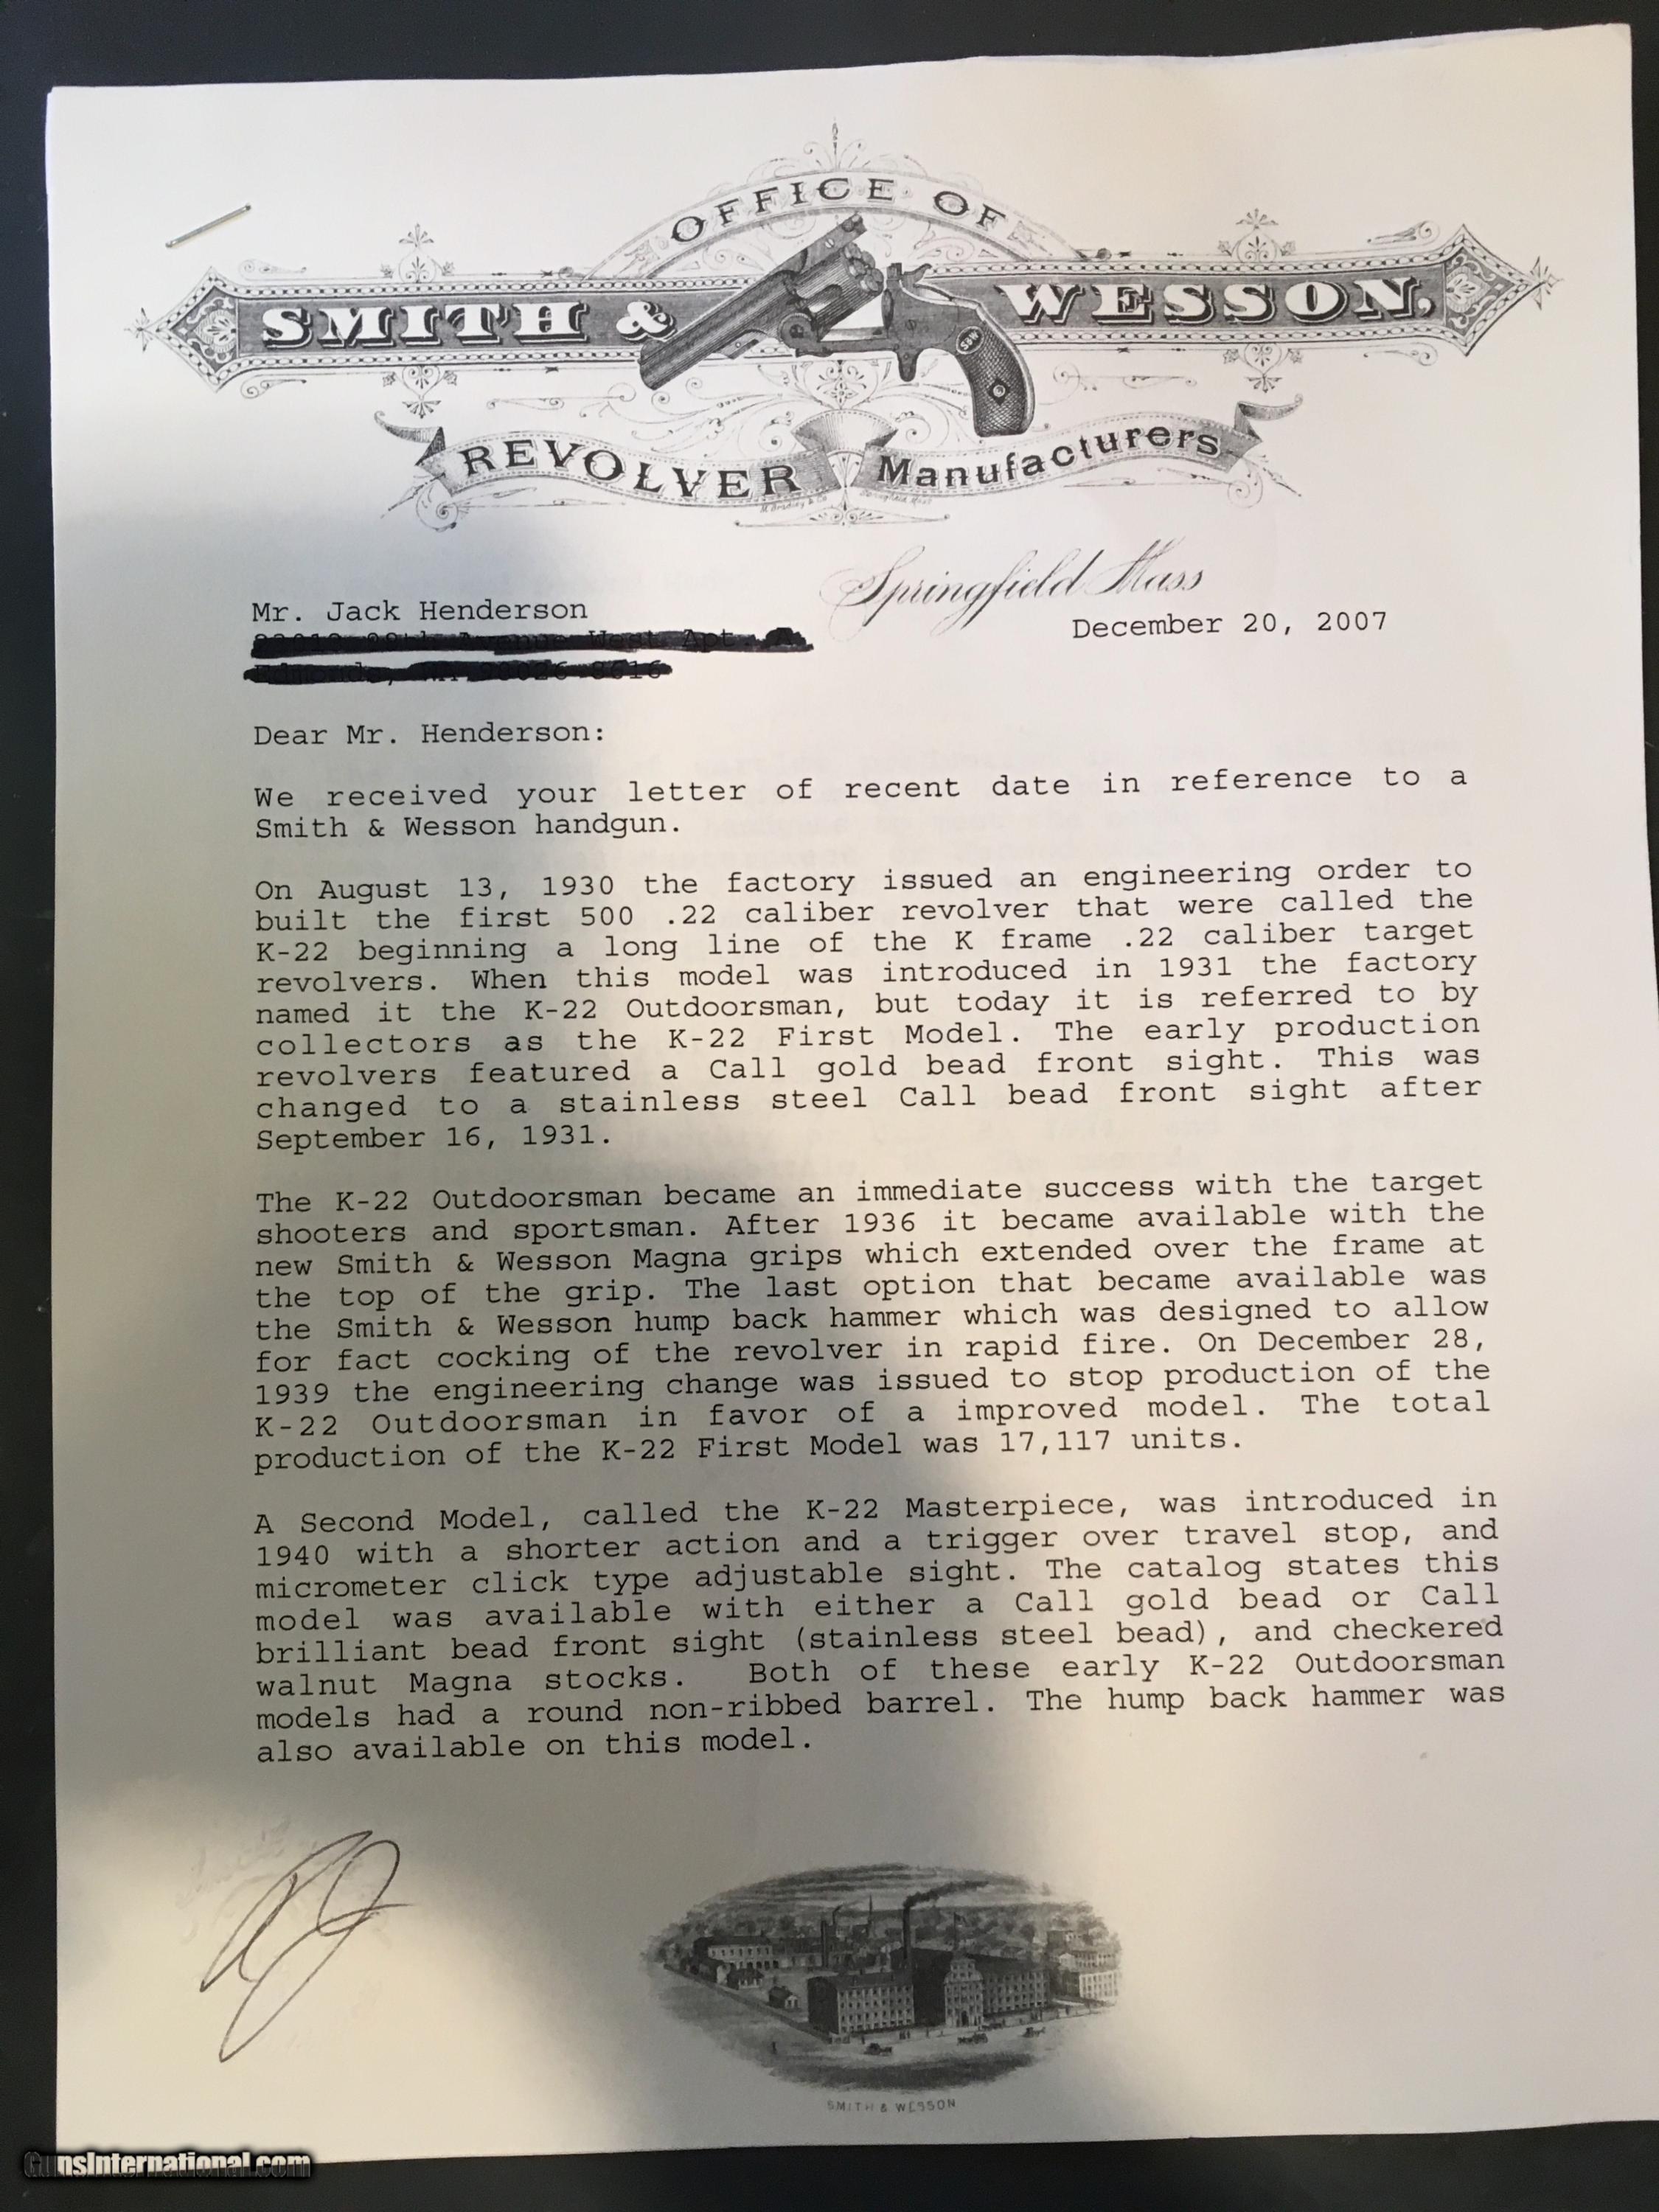 OFFICE OF
SMITH & WESSON,
S&W
REVOLVER Manufacturers
Springfield Mass
Mr. Jack Henderson
December 20, 2007
Dear Mr. Henderson:
We received your letter of recent date in reference to a
Smith & Wesson handgun.
On August 13, 1930 the factory issued an engineering order to
built the first 500 .22 caliber revolver that were called the
K-22 beginning a long line of the K frame .22 caliber target
revolvers. When this model was introduced in 1931 the factory
named it the K-22 Outdoorsman, but today it is referred to by
collectors as the K-22 First Model. The early production
revolvers featured a Call gold bead front sight. This was
changed to a stainless steel Call bead front sight after
September 16, 1931.
The K-22 Outdoorsman became an immediate success with the target
shooters and sportsman. After 1936 it became available with the
new Smith & Wesson Magna grips which extended over the frame at
the top of the grip. The last option that became available was
the Smith & Wesson hump back hammer which was designed to allow
for fact cocking of the revolver in rapid fire. On December 28,
1939 the engineering change was issued to stop production of the
K-22 Outdoorsman in favor of a improved model. The total
production of the K-22 First Model was 17,117 units.
A Second Model, called the K-22 Masterpiece, was introduced in
1940 with a shorter action and a trigger over travel stop, and
micrometer click type adjustable sight. The catalog states this
model was available with either a Call gold bead or Call
brilliant bead front sight (stainless steel bead), and checkered
walnut Magna stocks. Both of these early K-22 Outdoorsman
models had a round non-ribbed barrel. The hump back hammer was
also available on this model.
SMITH & WESSON
GunsInternational.com